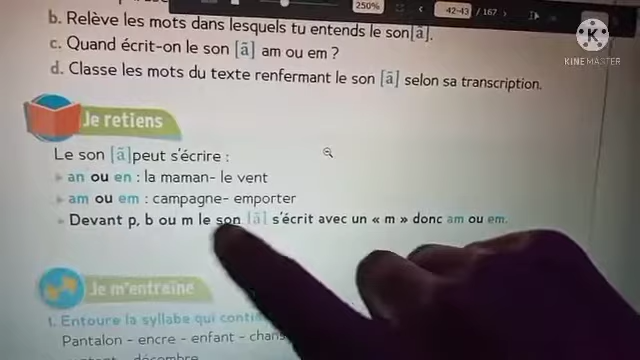 250%
42-43 / 167
KINEMASTER
b. Relève les mots dans lesquels tu entends le son [ã].
c. Quand écrit-on le son [ã] am ou em ?
d. Classe les mots du texte renfermant le son [ã] selon sa transcription.
Je retiens
Le son [ã] peut s'écrire :
an ou en : la maman- le vent
am ou em : campagne- emporter
Devant p, b ou m le son [ã] s'écrit avec un « m » donc am ou em.
Je m'entraine
1. Entoure la syllabe qui
Pantalon - encre - enfant -
décembre